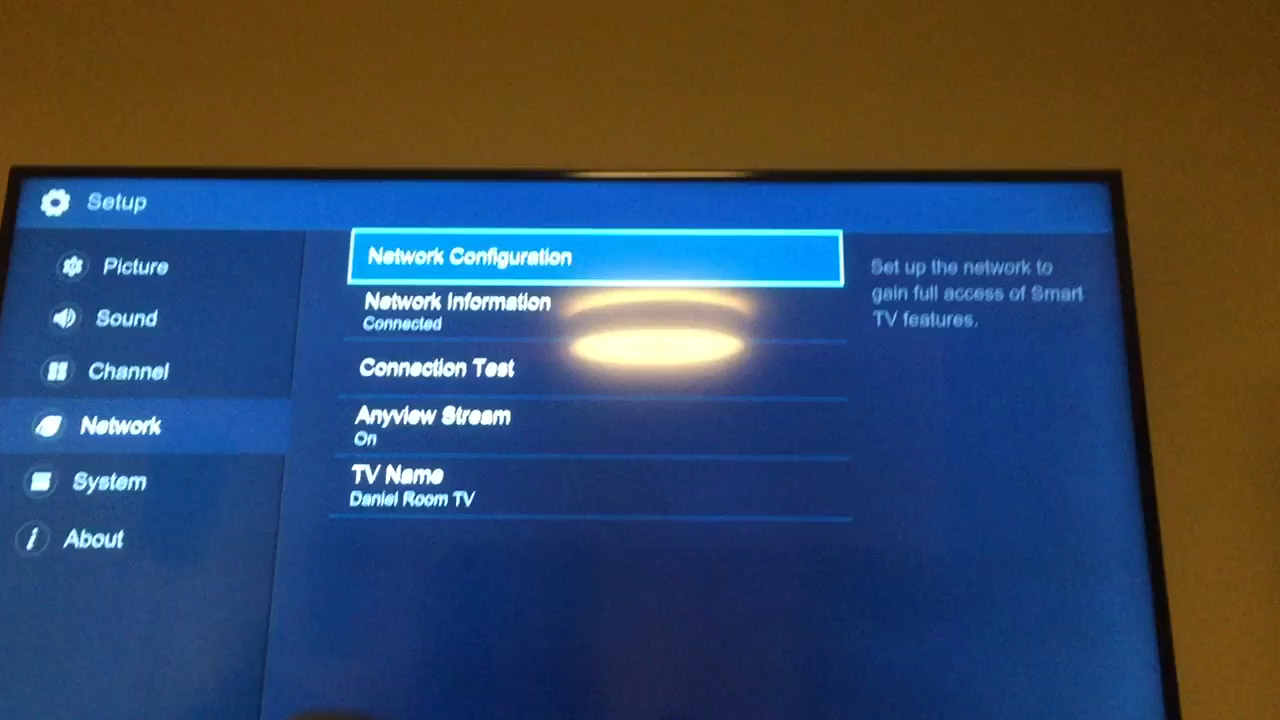 Setup
Picture
Sound
Channel
Network
System
About
Network Configuration
Network Information
Connected
Connection Test
Anyview Stream
On
TV Name
Daniel Room TV
Set up the network to
gain full access of Smart
TV features.